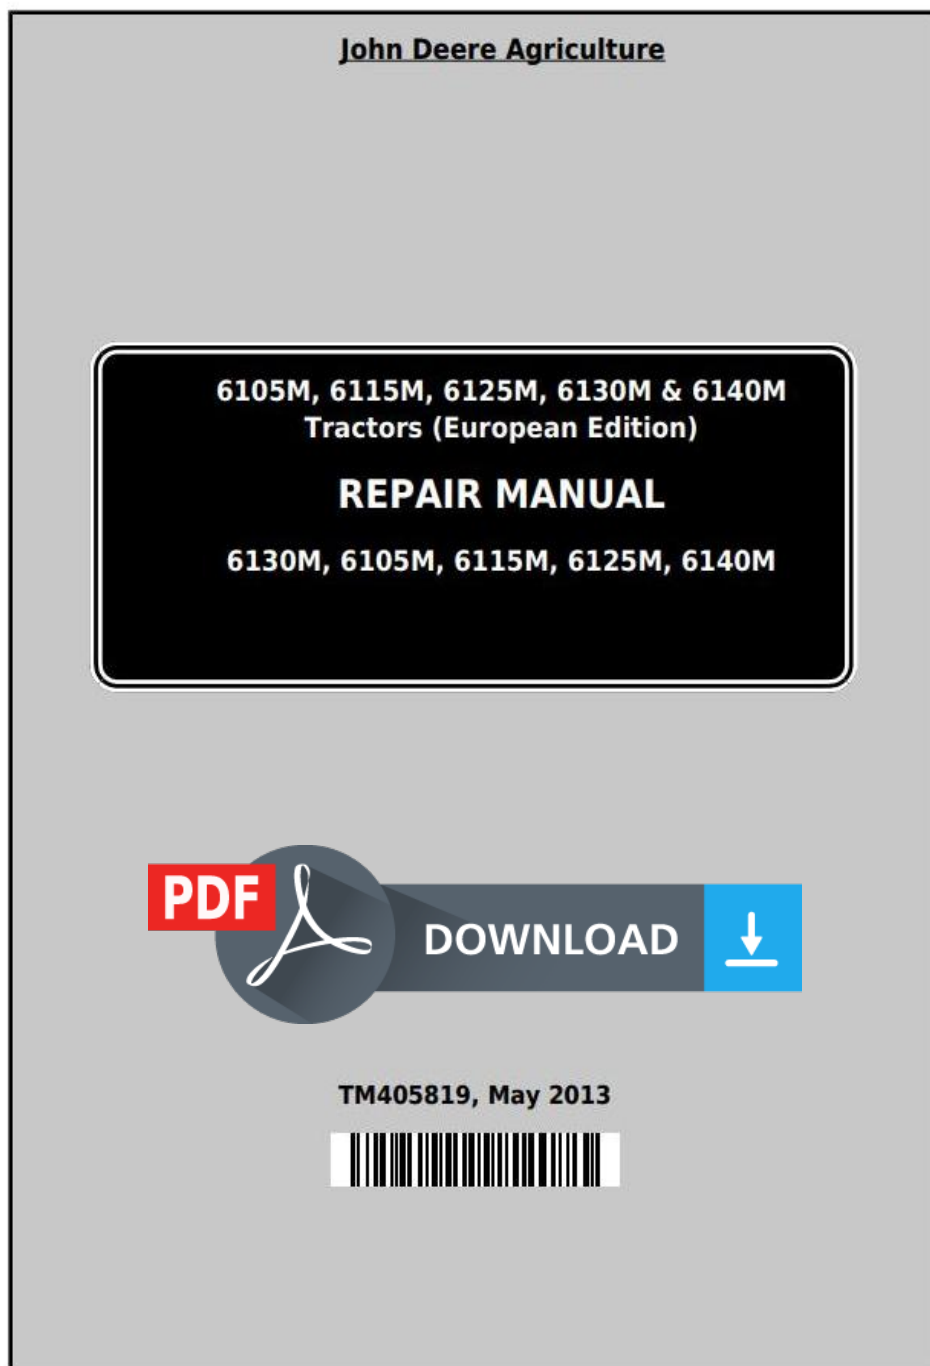 John Deere Agriculture
6105M, 6115M, 6125M, 6130M & 6140M
Tractors (European Edition)
REPAIR MANUAL
6130M, 6105M, 6115M, 6125M, 6140M
PDF
DOWNLOAD
TM405819, May 2013